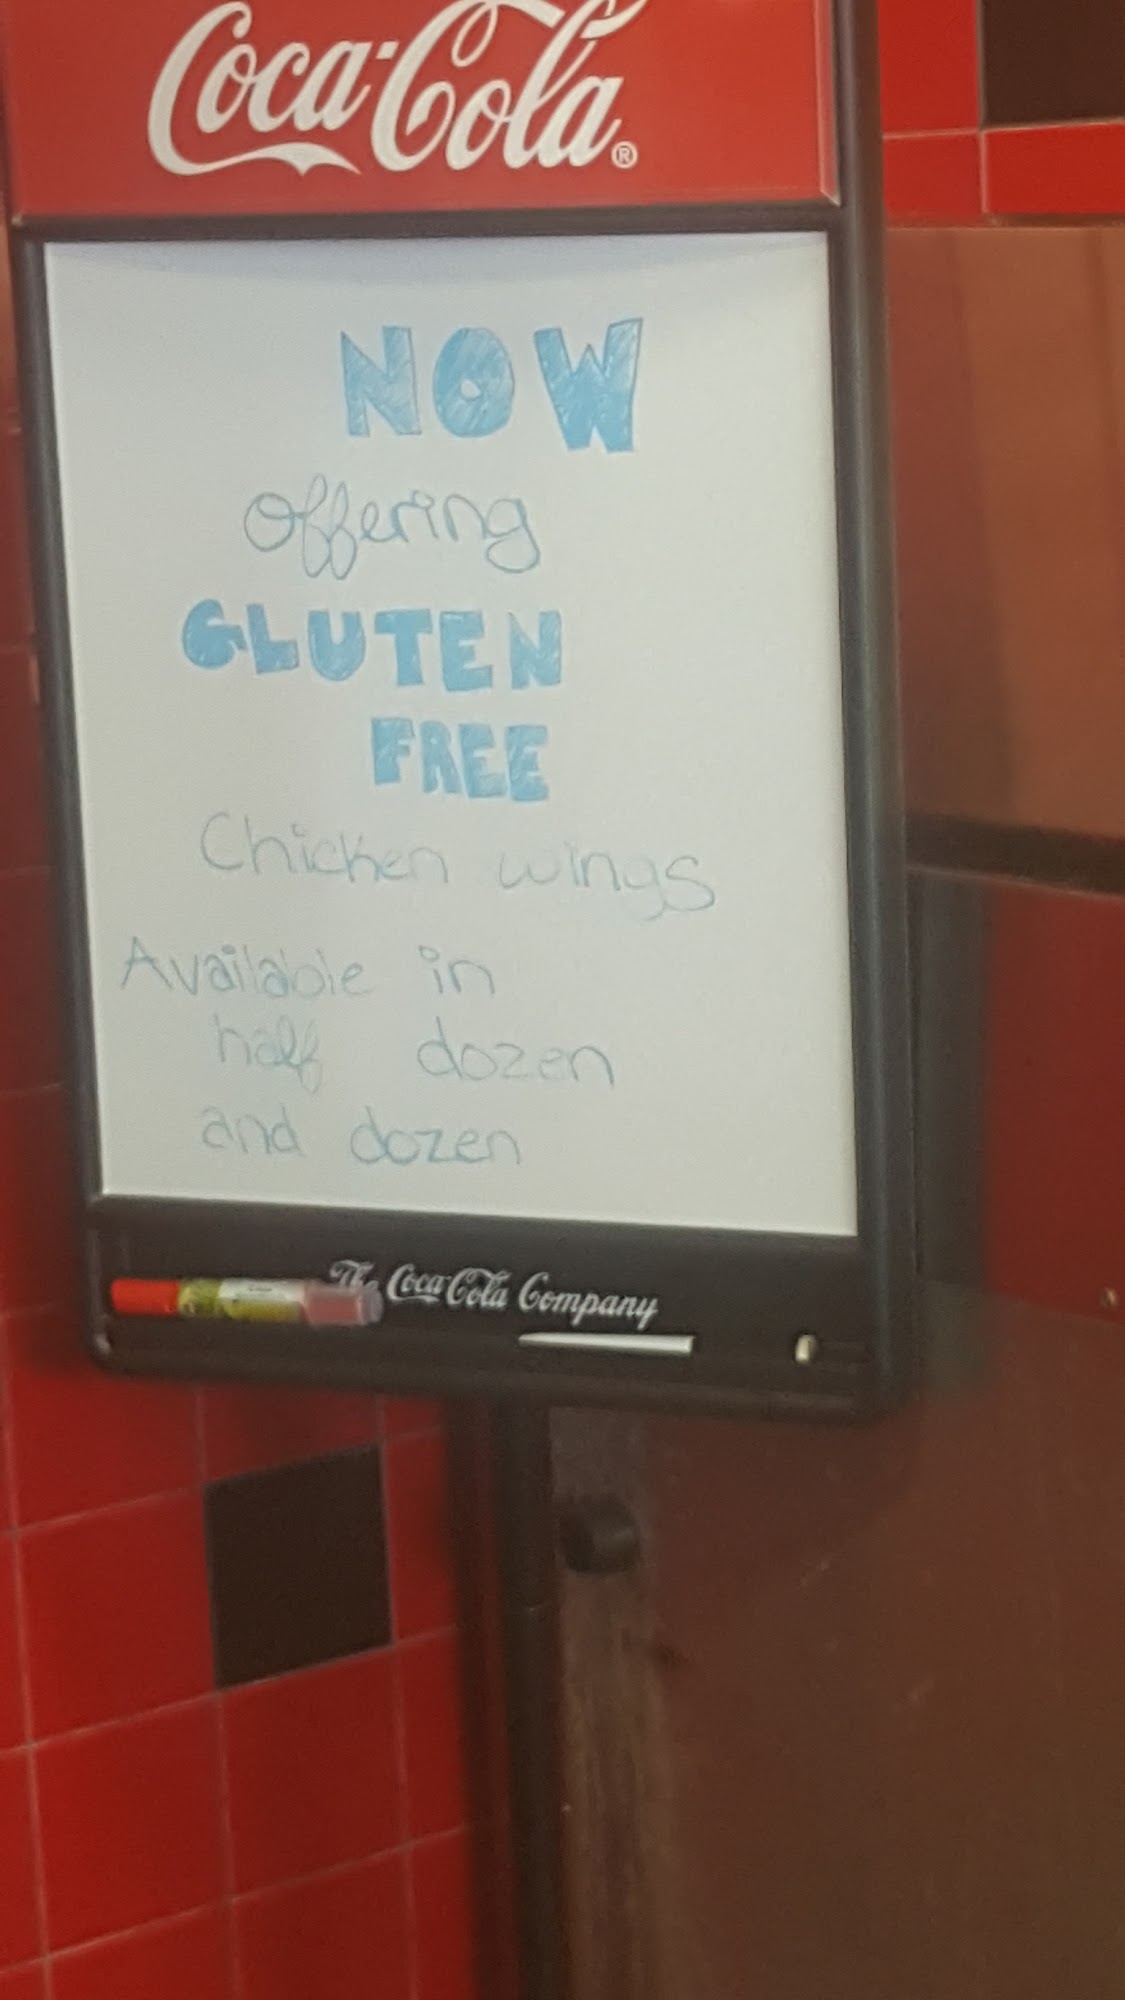 Coca-Cola®
NOW
offering
GLUTEN
FREE
Chicken wings
Available in
half dozen
and dozen
The Coca-Cola Company